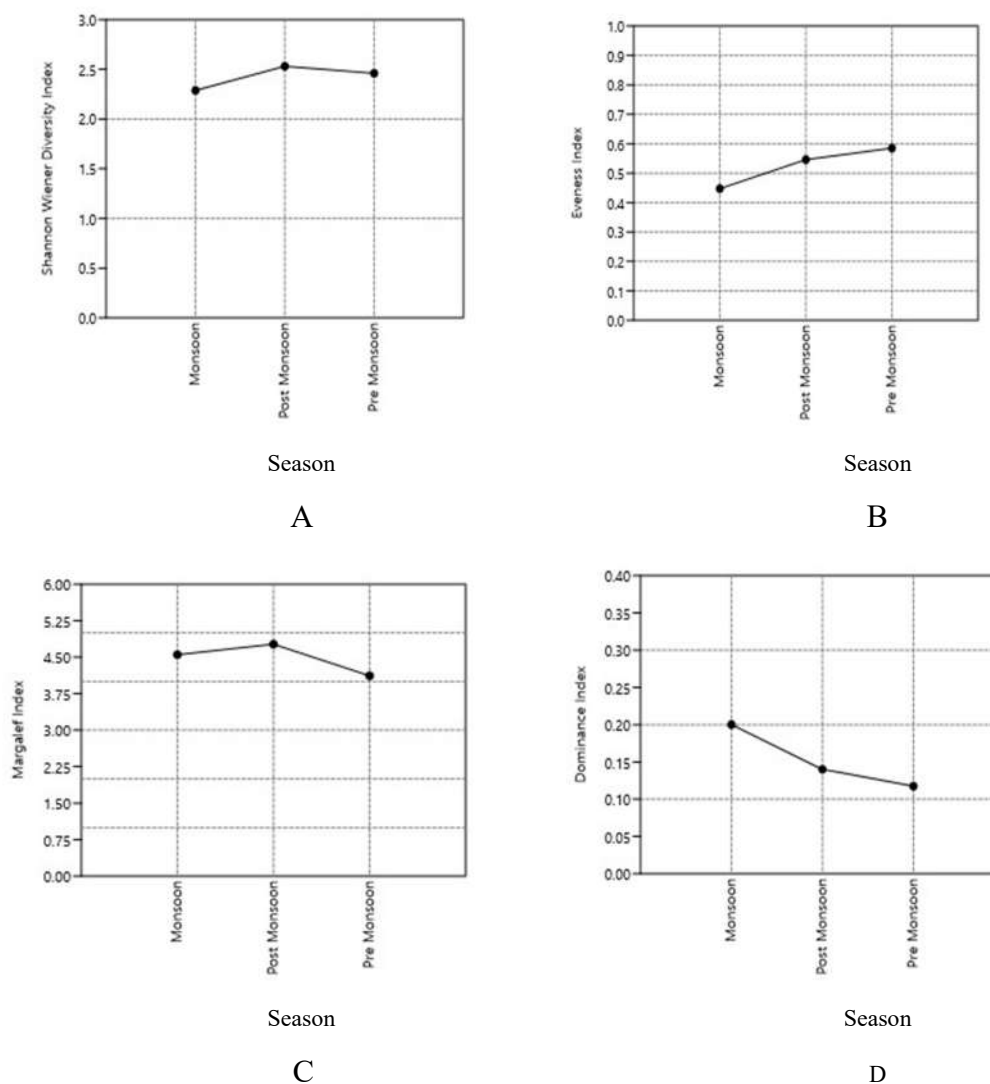 Shannon Wiener Diversity Index
3.0
2.5
2.0
1.5
1.0
0.5
0.0
Monsoon
Post Monsoon
Pre Monsoon
Season
A
Eveness Index
1.0
0.9
0.8
0.7
0.6
0.5
0.4
0.3
0.2
0.1
0.0
Monsoon
Post Monsoon
Pre Monsoon
Season
B
Margalef Index
6.00
5.25
4.50
3.75
3.00
2.25
1.50
0.75
0.00
Monsoon
Post Monsoon
Pre Monsoon
Season
C
Dominance Index
0.40
0.35
0.30
0.25
0.20
0.15
0.10
0.05
0.00
Monsoon
Post Monsoon
Pre Monsoon
Season
D